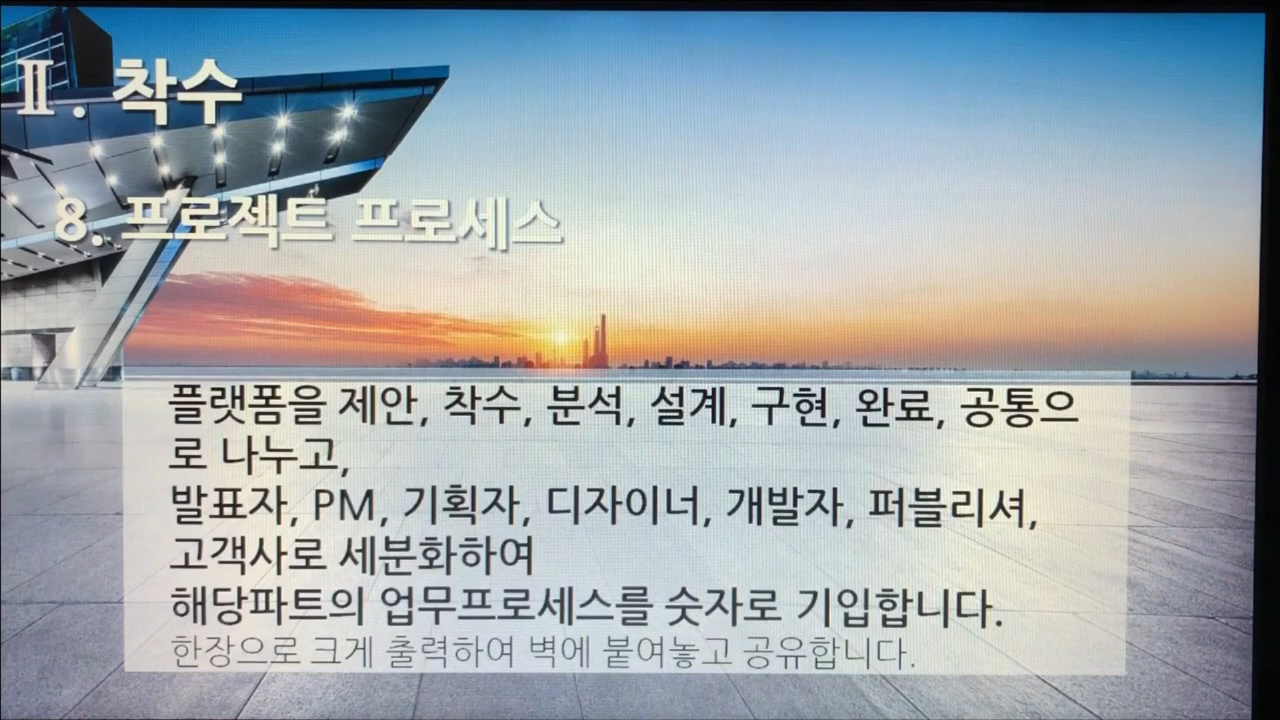 Ⅱ. 착수
8. 프로젝트 프로세스
플랫폼을 제안, 착수, 분석, 설계, 구현, 완료, 공통으
로 나누고,
발표자, PM, 기획자, 디자이너, 개발자, 퍼블리셔,
고객사로 세분화하여
해당파트의 업무프로세스를 숫자로 기입합니다.
한장으로 크게 출력하여 벽에 붙여놓고 공유합니다.